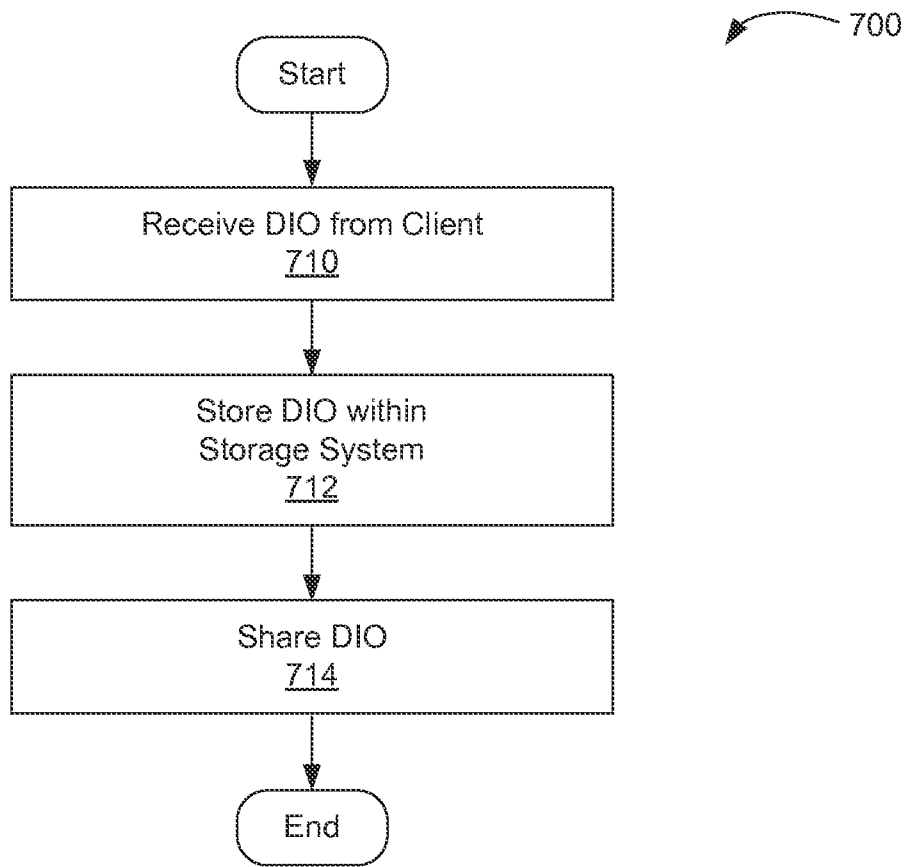 700
Start
Receive DIO from Client
710
Store DIO within
Storage System
712
Share DIO
714
End